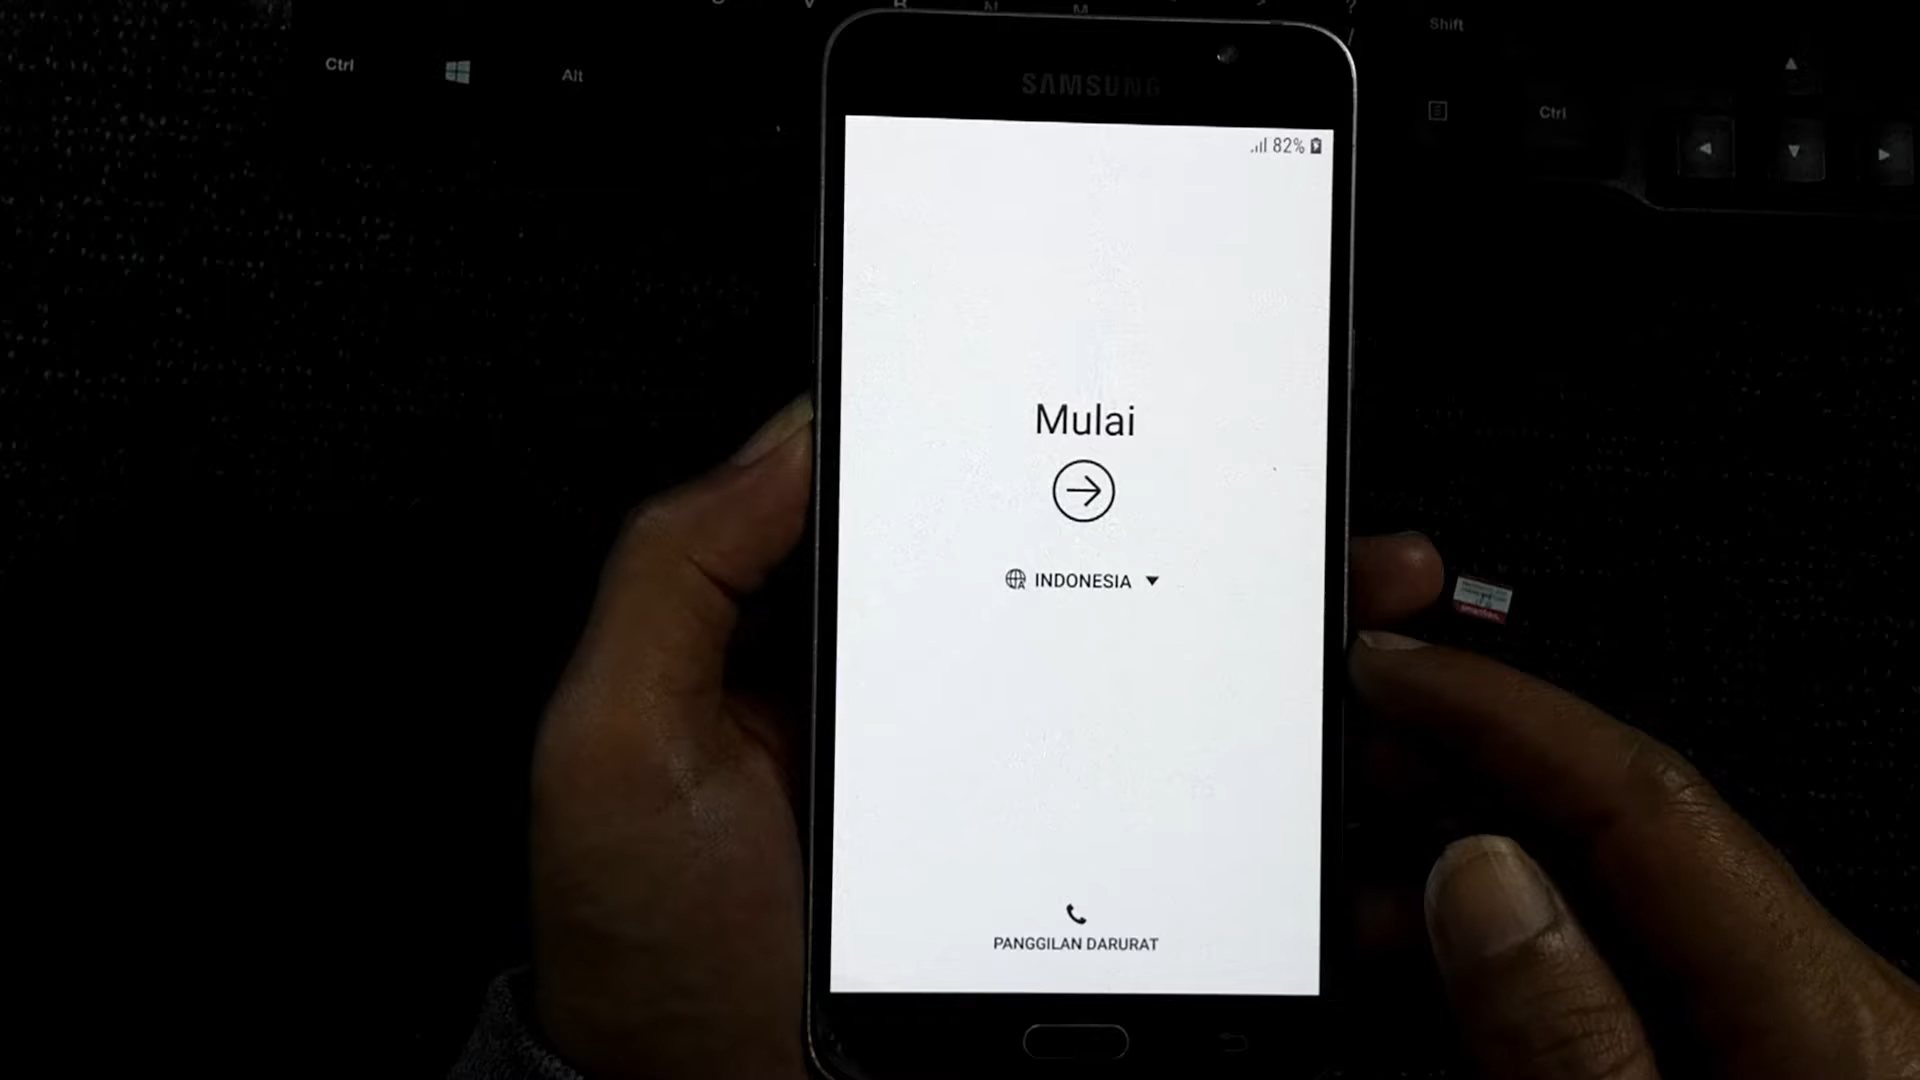 Shift
Ctrl
Alt
Ctrl
SAMSUNG
82%
Mulai
INDONESIA
PANGGILAN DARURAT